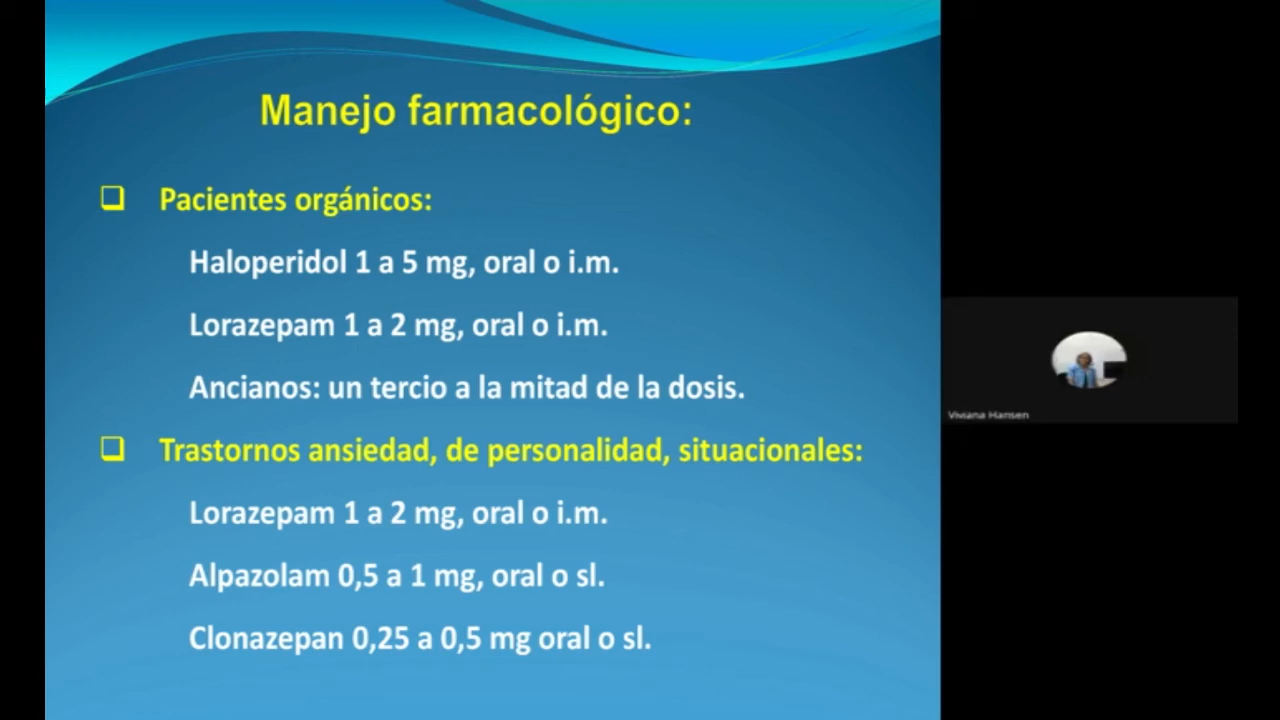 Manejo farmacológico:
Pacientes orgánicos:
Haloperidol 1 a 5 mg, oral o i.m.
Lorazepam 1 a 2 mg, oral o i.m.
Ancianos: un tercio a la mitad de la dosis.
Trastornos ansiedad, de personalidad, situacionales:
Lorazepam 1 a 2 mg, oral o i.m.
Alpazolam 0,5 a 1 mg, oral o sl.
Clonazepan 0,25 a 0,5 mg oral o sl.
Viviana Hansen